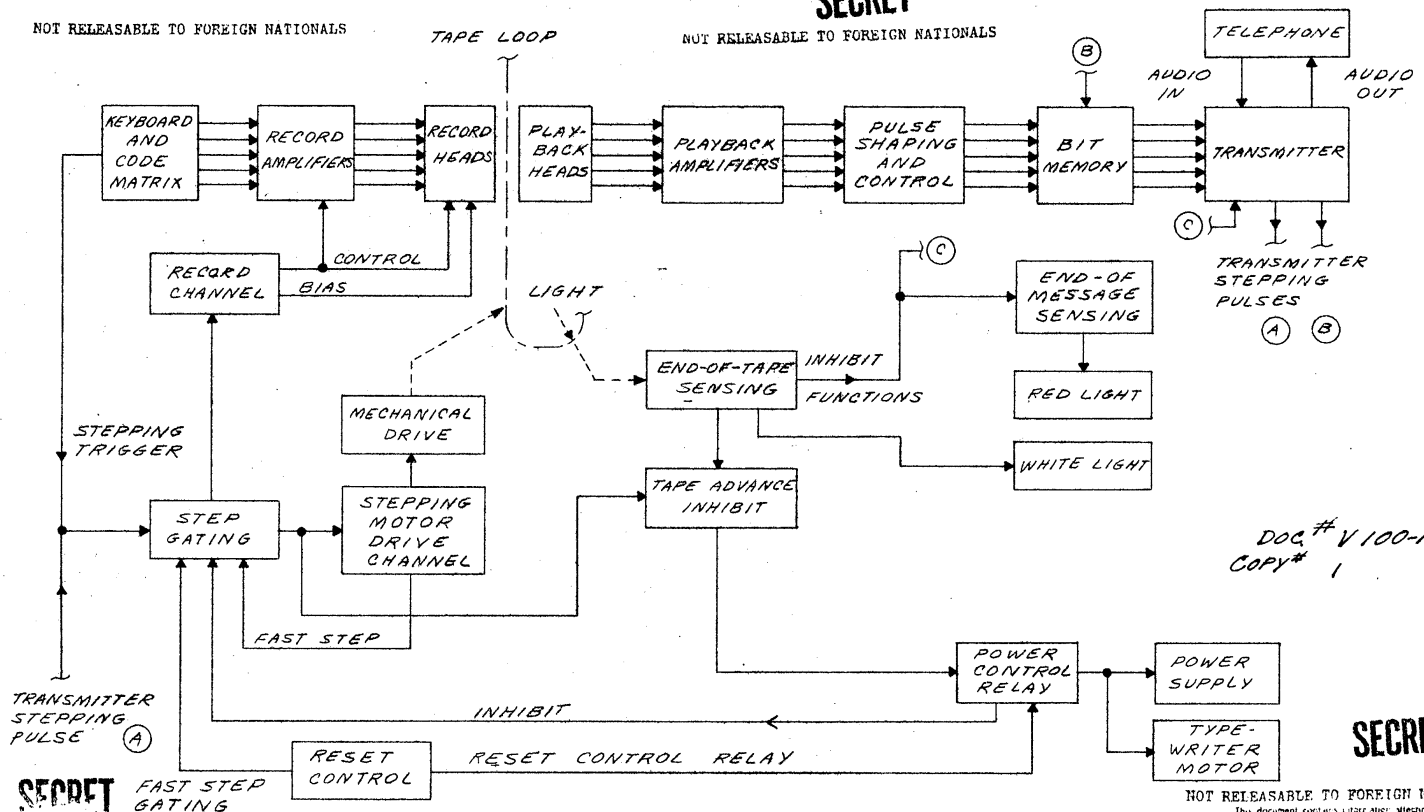 SECRET
NOT RELEASABLE TO FOREIGN NATIONALS
NOT RELEASABLE TO FOREIGN NATIONALS
TAPE LOOP
B
TELEPHONE
AUDIO
IN
AUDIO
OUT
KEYBOARD
AND
CODE
MATRIX
RECORD
AMPLIFIERS
RECORD
HEADS
PLAY-
BACK
HEADS
PLAYBACK
AMPLIFIERS
PULSE
SHAPING
AND
CONTROL
BIT
MEMORY
TRANSMITTER
C
TRANSMITTER
STEPPING
PULSES
A B
RECORD
CHANNEL
CONTROL
BIAS
LIGHT
C
END-OF
MESSAGE
SENSING
END-OF-TAPE
SENSING
INHIBIT
FUNCTIONS
RED LIGHT
MECHANICAL
DRIVE
WHITE LIGHT
STEPPING
TRIGGER
TAPE ADVANCE
INHIBIT
STEP
GATING
STEPPING
MOTOR
DRIVE
CHANNEL
DOC # V100-
COPY # 1
FAST STEP
POWER
CONTROL
RELAY
POWER
SUPPLY
TRANSMITTER
STEPPING
PULSE A
INHIBIT
TYPE-
WRITER
MOTOR
RESET
CONTROL
RESET CONTROL RELAY
SECRE
SECRET
FAST STEP
GATING
NOT RELEASABLE TO FOREIGN